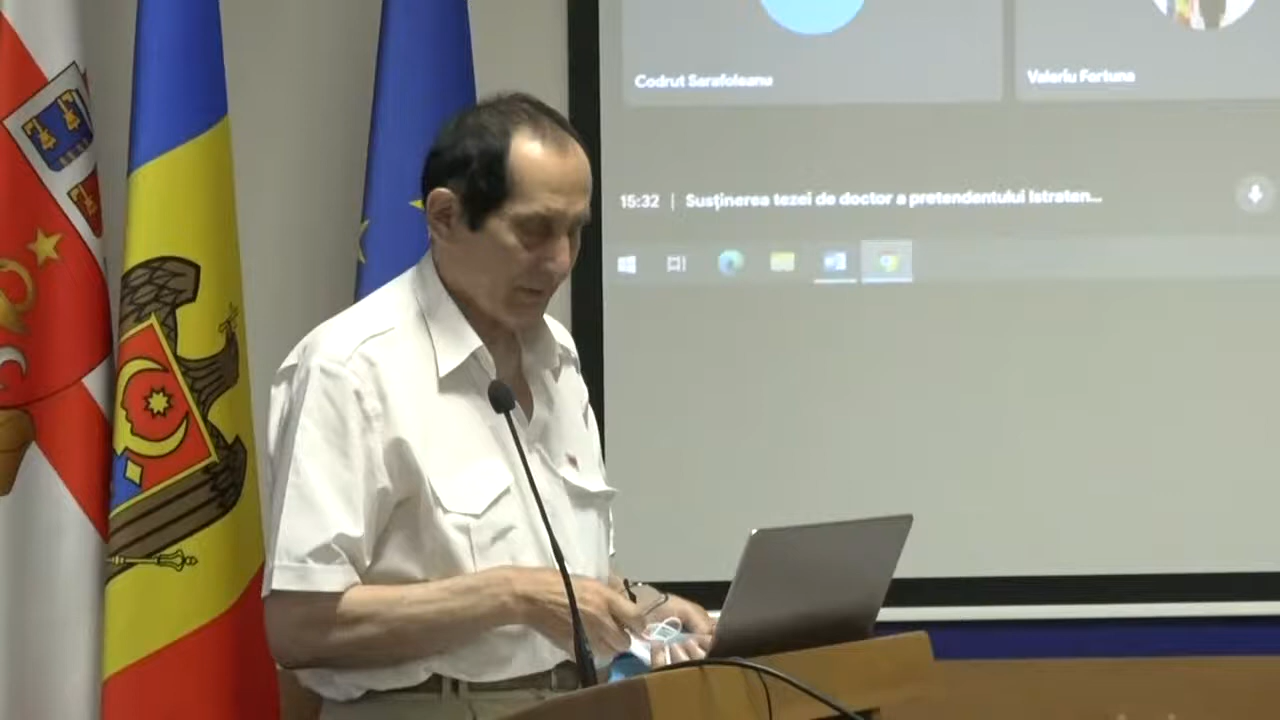 Codrut Serafoleanu
Valeriu Fortuna
15:32 | Susținerea tezei de doctor a pretendentului Istraten...